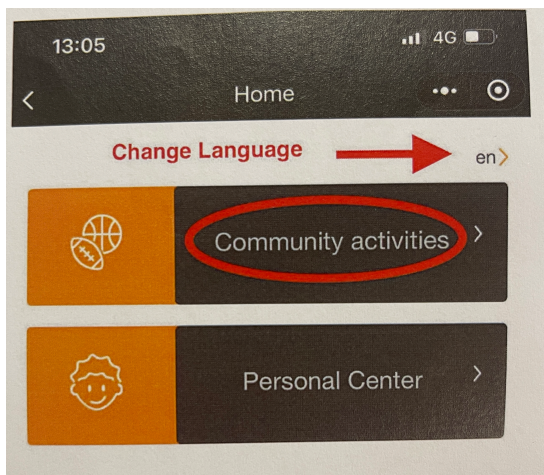 13:05 4G
Home
Change Language en
Community activities
Personal Center